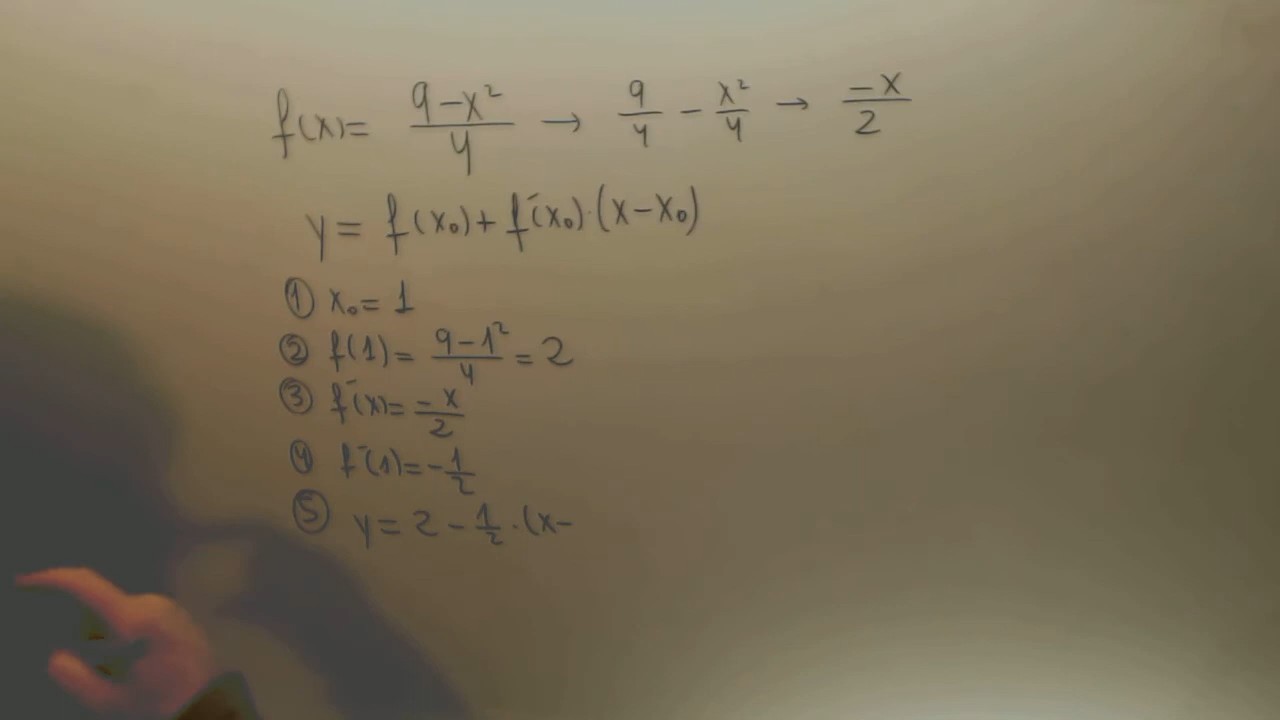 f(x)= (9-x²)/4 → 9/4 - x²/4 → -x/2
y= f(x₀)+f'(x₀)·(x-x₀)
① x₀= 1
② f(1)= (9-1²)/4 = 2
③ f'(x)= -x/2
④ f'(1)= -1/2
⑤ y= 2 - 1/2 ·(x-